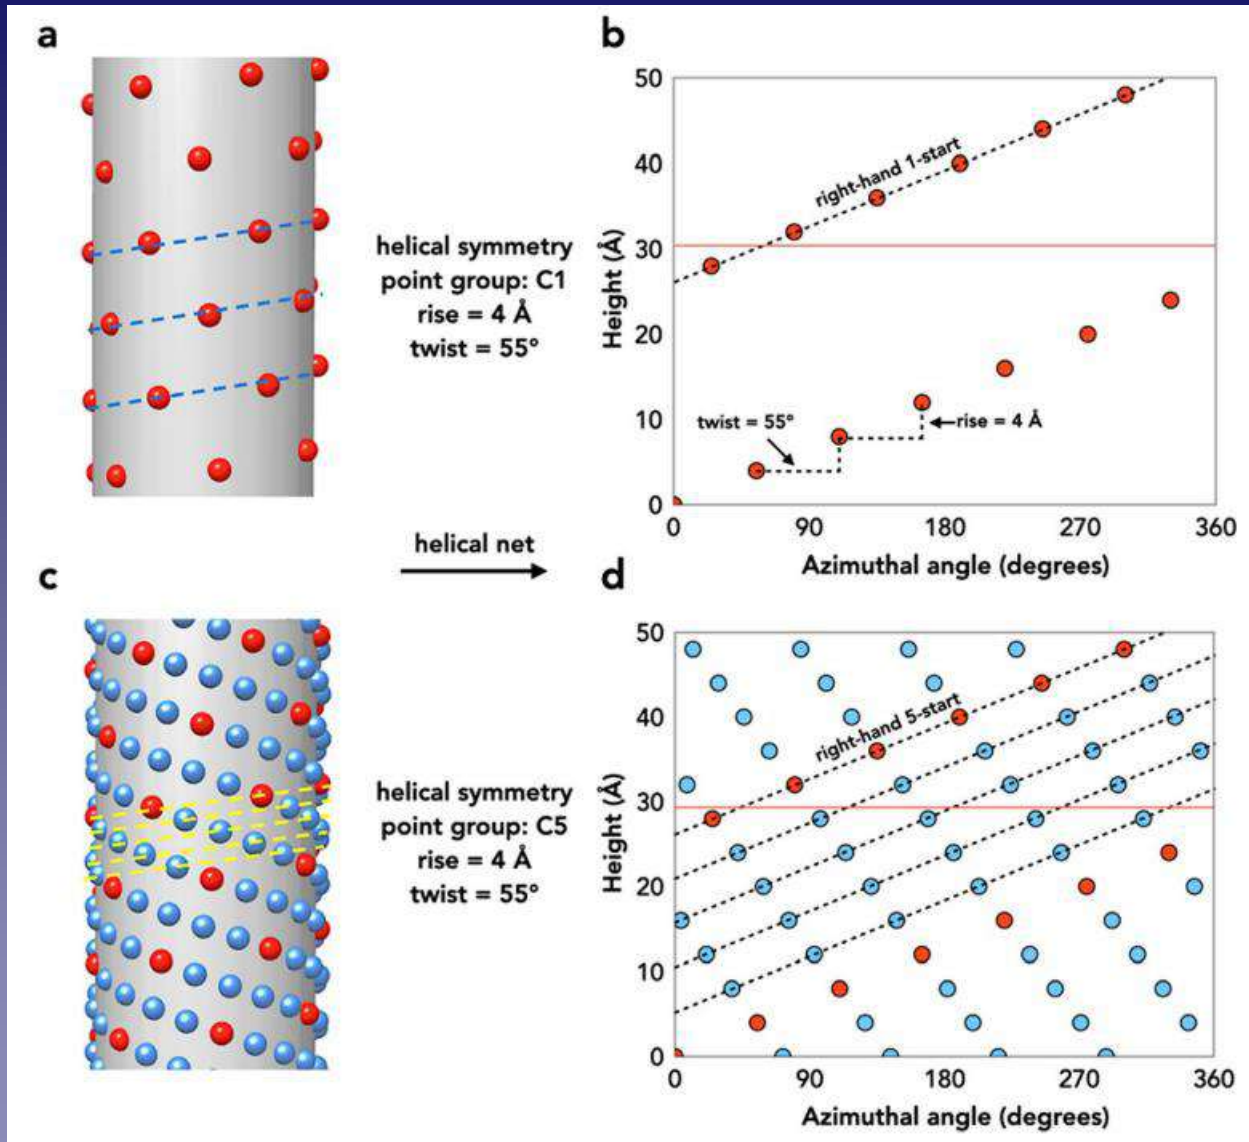 a
b
helical symmetry
point group: C1
rise = 4 Å
twist = 55°
Height (Å)
50
40
30
20
10
0
right-hand 1-start
twist = 55°
rise = 4 Å
0 90 180 270 360
Azimuthal angle (degrees)
helical net
c
d
helical symmetry
point group: C5
rise = 4 Å
twist = 55°
Height (Å)
50
40
30
20
10
0
right-hand 5-start
0 90 180 270 360
Azimuthal angle (degrees)